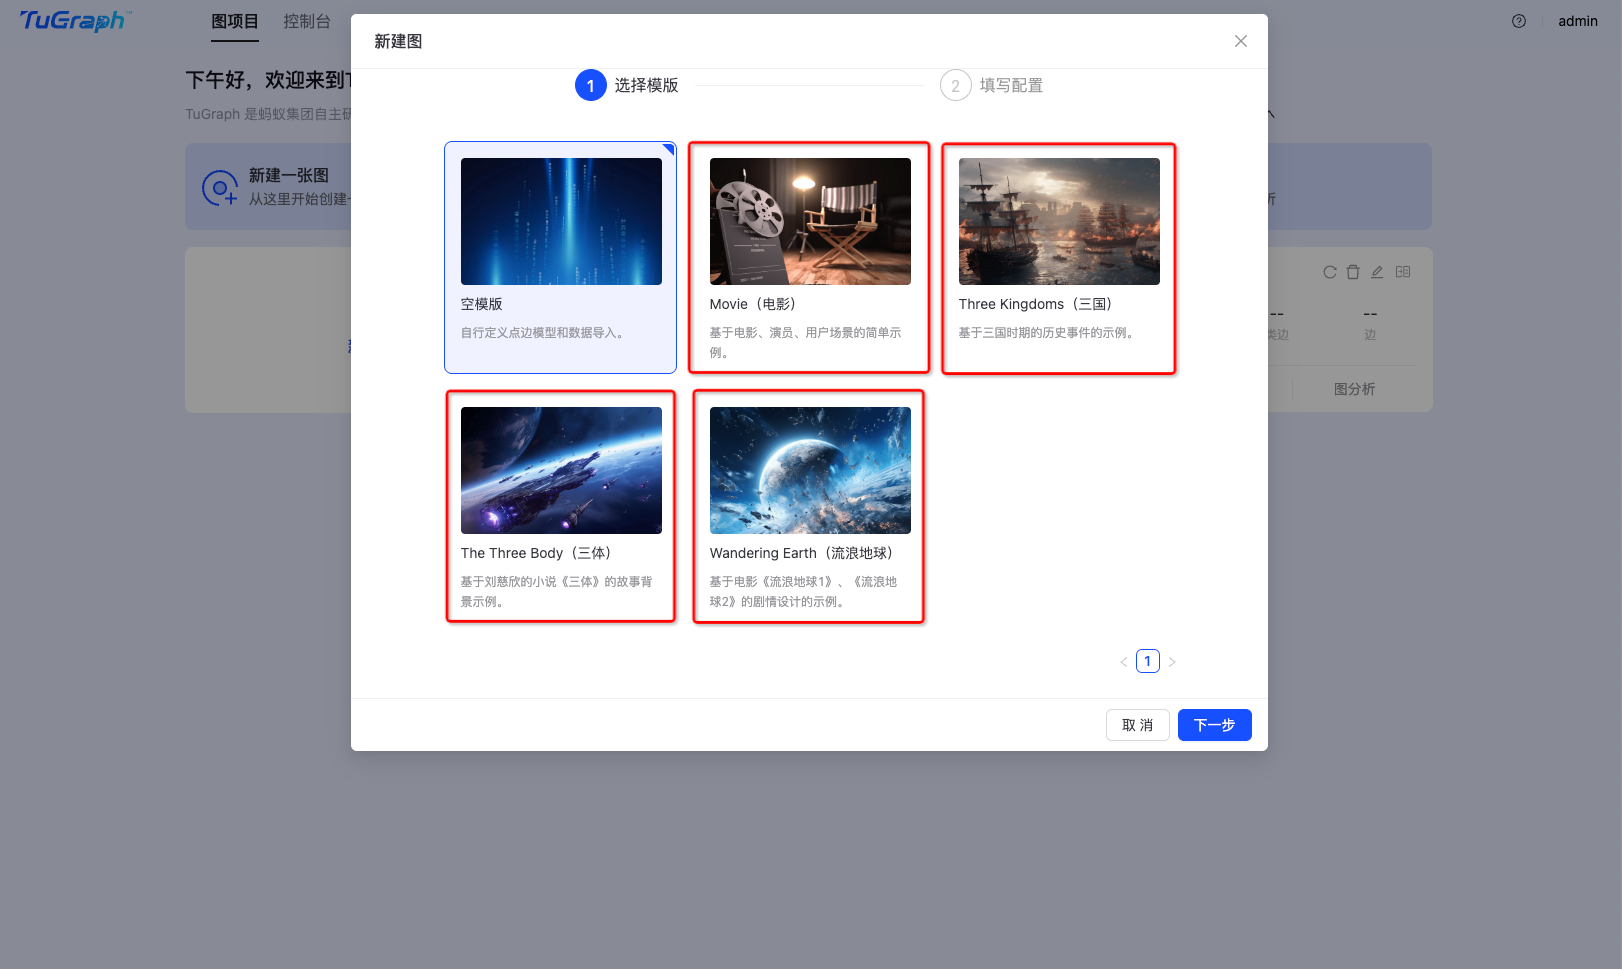 TuGraph™
图项目
控制台
admin
新建图
下午好，欢迎来到
TuGraph 是蚂蚁集团自主研
1 选择模版
2 填写配置
新建一张图
从这里开始创建
析
空模版
自行定义点边模型和数据导入。
Movie（电影）
基于电影、演员、用户场景的简单示
例。
Three Kingdoms（三国）
基于三国时期的历史事件的示例。
--
类边
--
边
图分析
The Three Body（三体）
基于刘慈欣的小说《三体》的故事背
景示例。
Wandering Earth（流浪地球）
基于电影《流浪地球1》、《流浪地
球2》的剧情设计的示例。
1
取 消
下一步